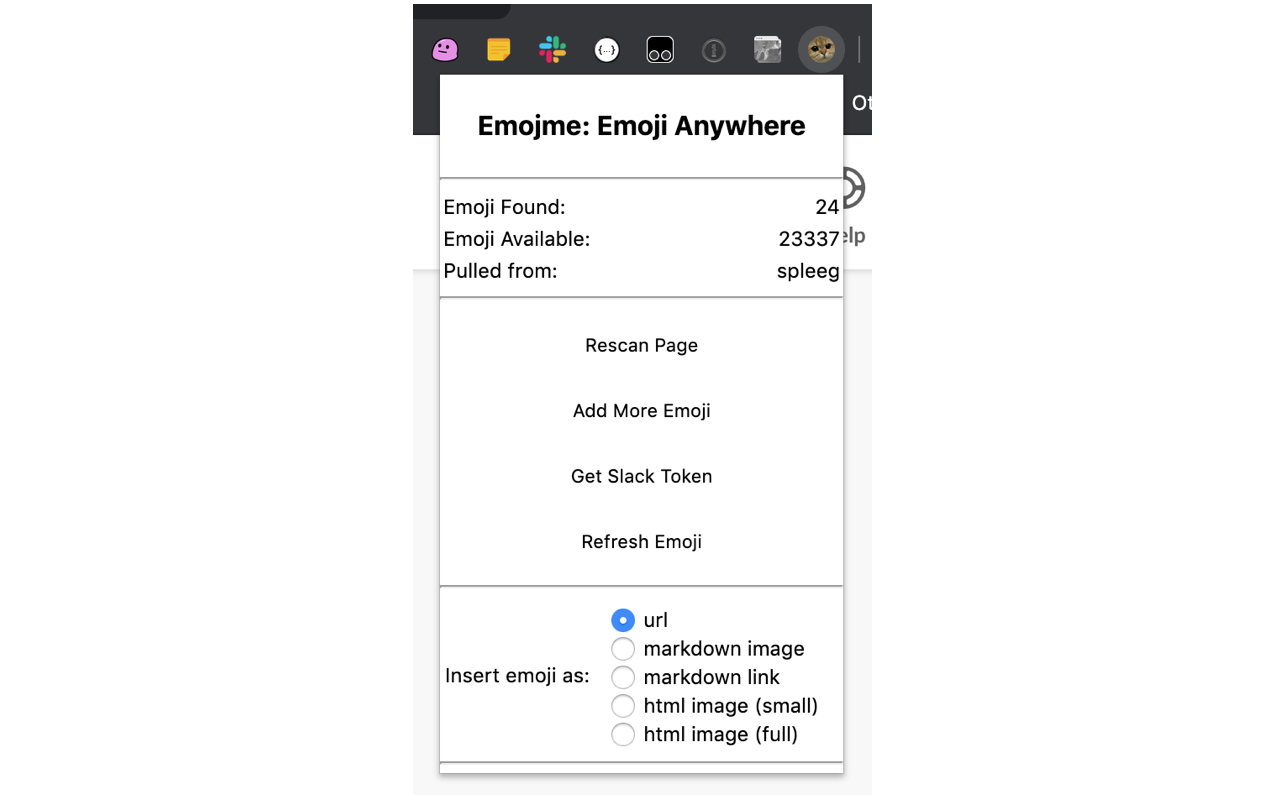 Ot
Emojme: Emoji Anywhere
Emoji Found: 24
Emoji Available: 23337
elp
Pulled from: spleeg
Rescan Page
Add More Emoji
Get Slack Token
Refresh Emoji
Insert emoji as:
url
markdown image
markdown link
html image (small)
html image (full)